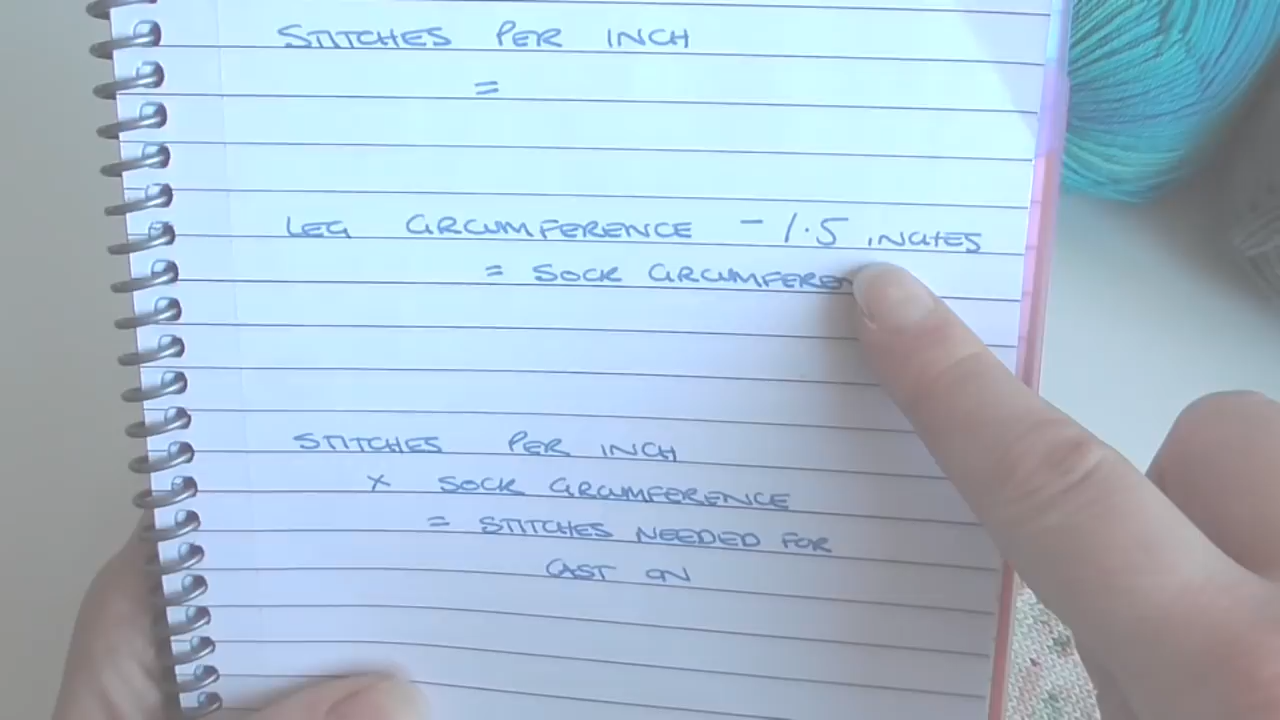 STITCHES PER INCH
=
LEG CIRCUMFERENCE - 1.5 INCHES
= SOCK CIRCUMFEREN
STITCHES PER INCH
× SOCK CIRCUMFERENCE
= STITCHES NEEDED FOR
CAST ON